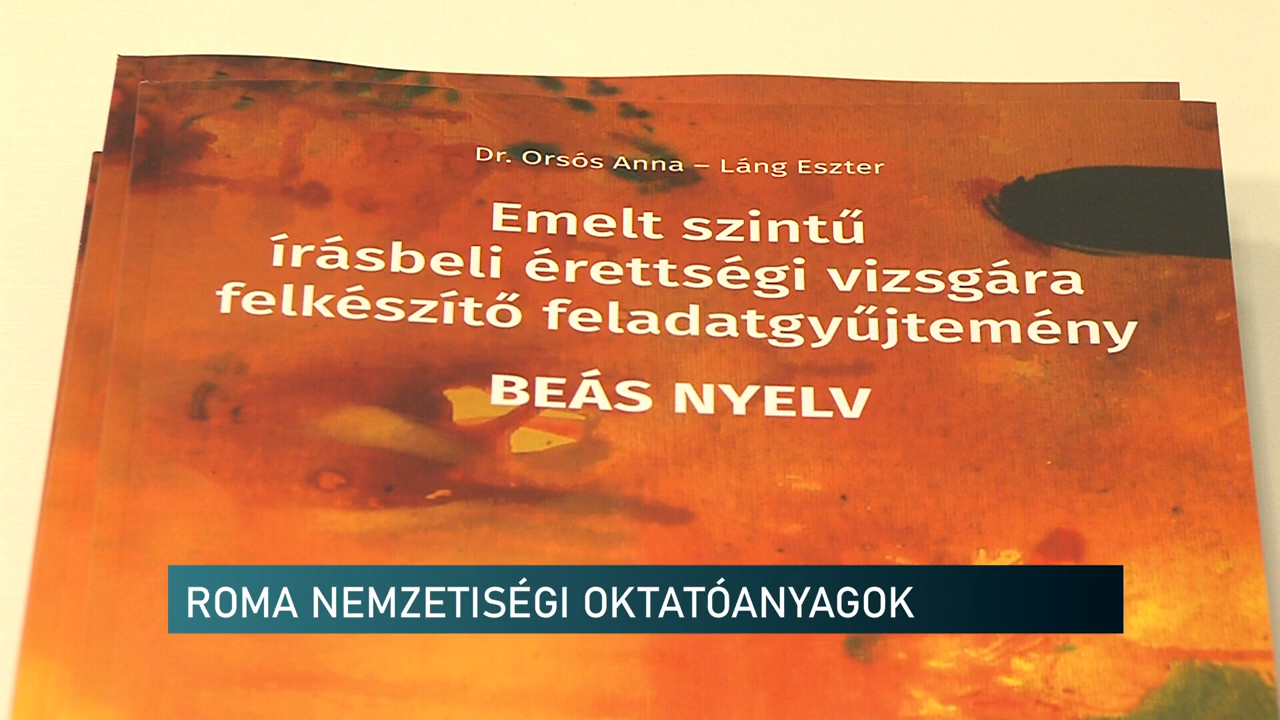 Dr. Orsós Anna – Láng Eszter
Emelt szintű
írásbeli érettségi vizsgára
felkészítő feladatgyűjtemény
BEÁS NYELV
ROMA NEMZETISÉGI OKTATÓANYAGOK